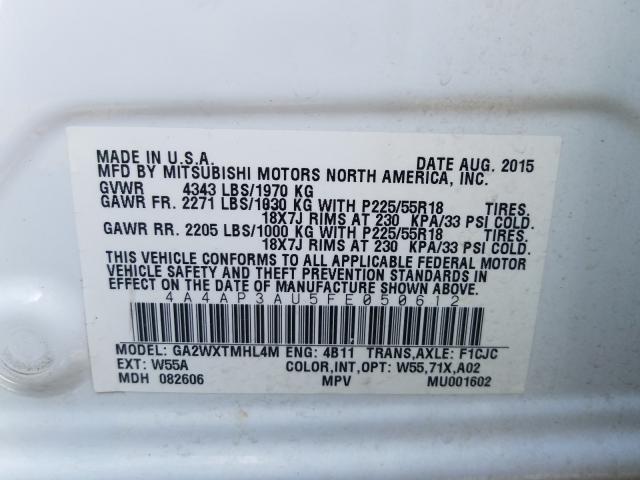 MADE IN U.S.A. DATE AUG. 2015
MFD BY MITSUBISHI MOTORS NORTH AMERICA, INC.
GVWR 4343 LBS/1970 KG
GAWR FR. 2271 LBS/1030 KG WITH P225/55R18 TIRES.
18X7J RIMS AT 230 KPA/33 PSI COLD.
GAWR RR. 2205 LBS/1000 KG WITH P225/55R18 TIRES.
18X7J RIMS AT 230 KPA/33 PSI COLD.
THIS VEHICLE CONFORMS TO ALL APPLICABLE FEDERAL MOTOR
VEHICLE SAFETY AND THEFT PREVENTION STANDARDS IN
EFFECT ON THE DATE OF MANUFACTURE SHOWN ABOVE.
4A4AP3AU5FE050612
MODEL: GA2WXTMHL4M ENG: 4B11 TRANS,AXLE: F1CJC
EXT: W55A COLOR,INT,OPT: W55,71X,A02
MDH 082606 MPV MU001602